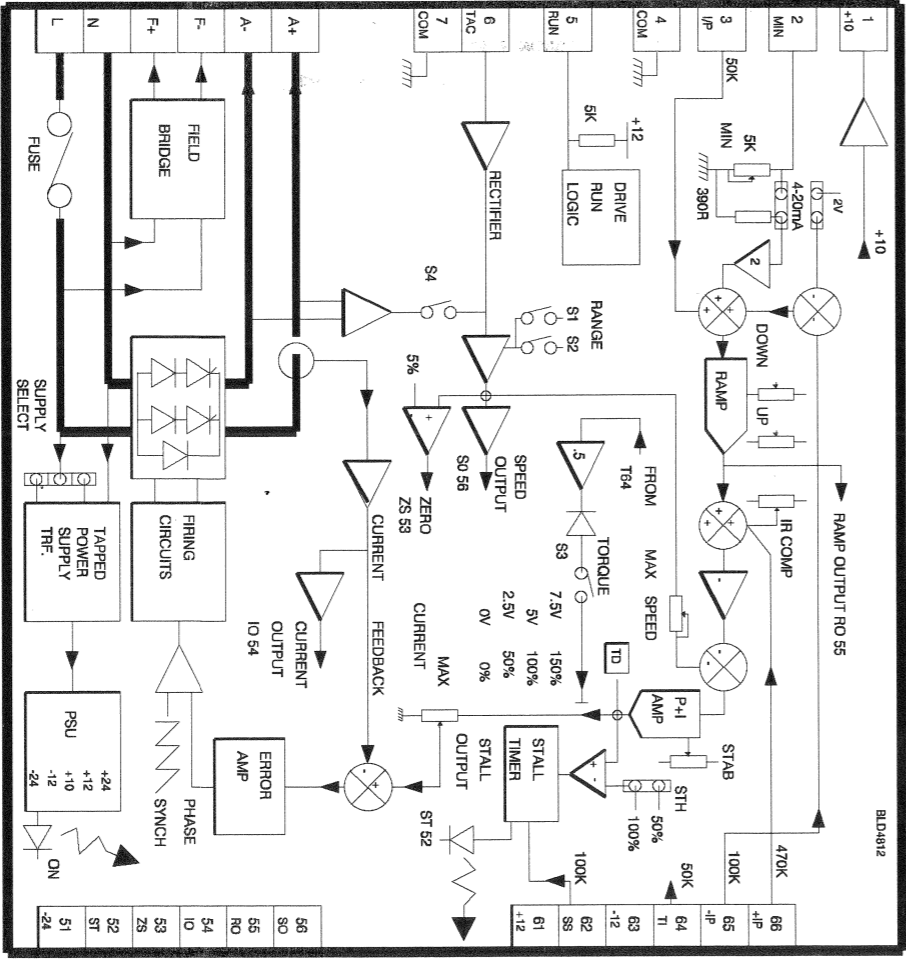 L
N
F+
F-
A-
A+
7
COM
6
TAC
5
RUN
4
COM
3
I/P
2
MIN
1
+10
50K
5K
+12
MIN
5K
390R
4-20mA
2V
+10
FUSE
FIELD
BRIDGE
RECTIFIER
DRIVE
RUN
LOGIC
2
S4
S1
S2
RANGE
DOWN
RAMP
UP
SUPPLY
SELECT
5%
+
ZERO
ZS 53
SPEED
OUTPUT
SO 56
.5
FROM
T64
S3
TORQUE
+
+
+
+
-
-
-
IR COMP
RAMP OUTPUT RO 55
TAPPED
POWER
SUPPLY
TRF.
FIRING
CIRCUITS
CURRENT
FEEDBACK
CURRENT
OUTPUT
IO 54
7.5V 150%
5V 100%
2.5V 50%
0V 0%
MAX
SPEED
MAX
CURRENT
TD
P+I
AMP
STAB
PSU
+24
+12
+10
-12
-24
ON
PHASE
SYNCH
ERROR
AMP
-
+
STALL
OUTPUT
ST 52
STALL
TIMER
+
-
STH
50%
100%
BLD4812
100K
50K
100K
470K
51
-24
52
ST
53
ZS
54
IO
55
RO
56
SO
61
+12
62
SS
63
-12
64
TI
65
-IP
66
+IP